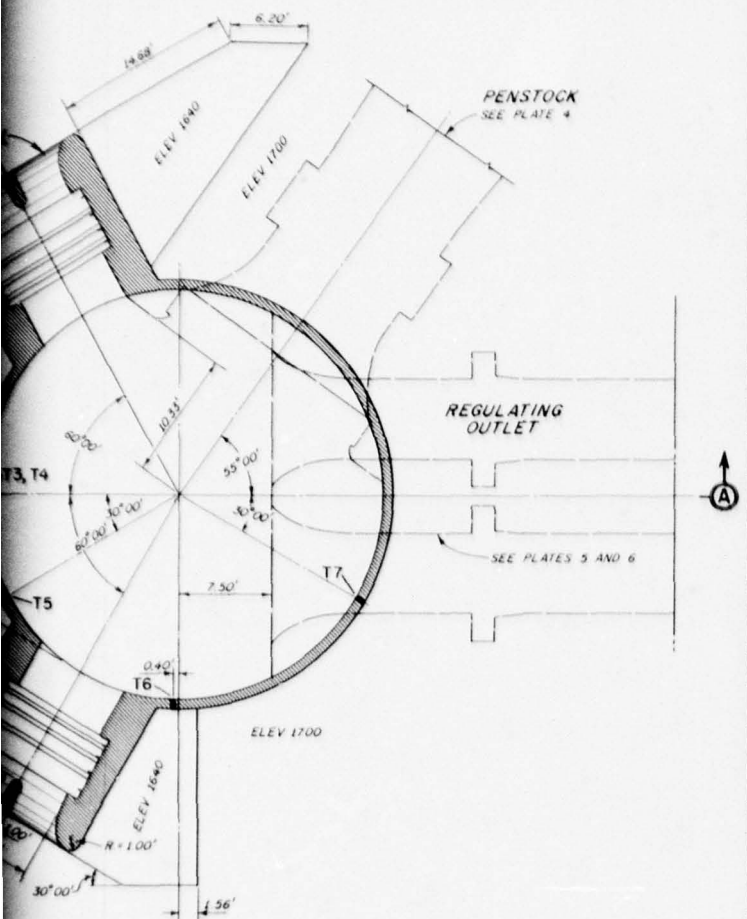 6.20'
14.68'
PENSTOCK
SEE PLATE 4
ELEV 1640
ELEV 1700
10.33'
REGULATING
OUTLET
60°00'
55°00'
T3, T4
30°00'
30°00'
60°00'
A
SEE PLATES 5 AND 6
T7
7.50'
T5
0.40'
T6
ELEV 1700
ELEV 1640
R = 1.00'
30°00'
1.56'